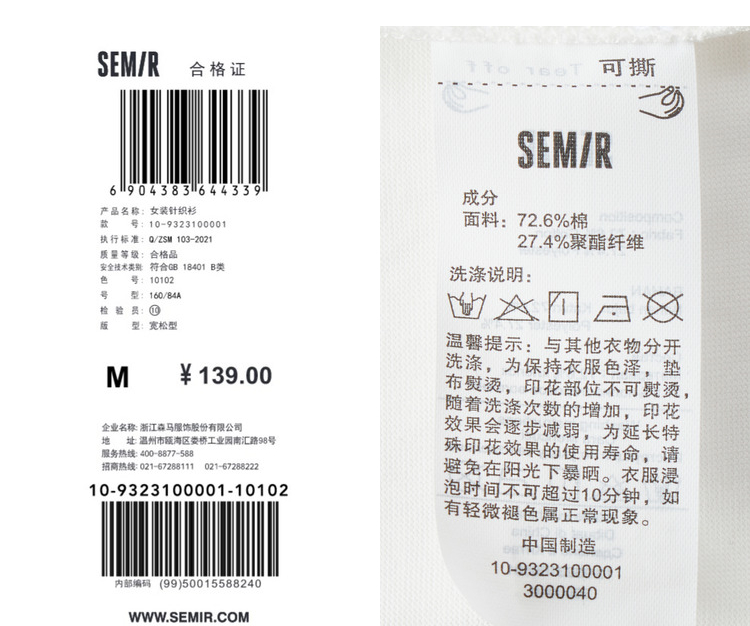 SEMIR 合格证
6 904383 644339
产品名称: 女装针织衫
款 号: 10-9323100001
执行标准: Q/ZSM 103-2021
质量等级: 合格品
安全技术类别: 符合GB 18401 B类
色 号: 10102
号 型: 160/84A
检 验 员: ⑩
版 型: 宽松型
M ¥139.00
企业名称: 浙江森马服饰股份有限公司
地 址: 温州市瓯海区娄桥工业园南汇路98号
服务热线: 400-8877-588
招商热线: 021-67288111 021-67288222
10-9323100001-10102
内部编码 (99)50015588240
WWW.SEMIR.COM
可撕
Tear off
SEMIR
成分
面料: 72.6%棉
27.4%聚酯纤维
洗涤说明:
温馨提示: 与其他衣物分开
洗涤, 为保持衣服色泽, 垫
布熨烫, 印花部位不可熨烫,
随着洗涤次数的增加, 印花
效果会逐步减弱, 为延长特
殊印花效果的使用寿命, 请
避免在阳光下暴晒。衣服浸
泡时间不可超过10分钟, 如
有轻微褪色属正常现象。
中国制造
10-9323100001
3000040